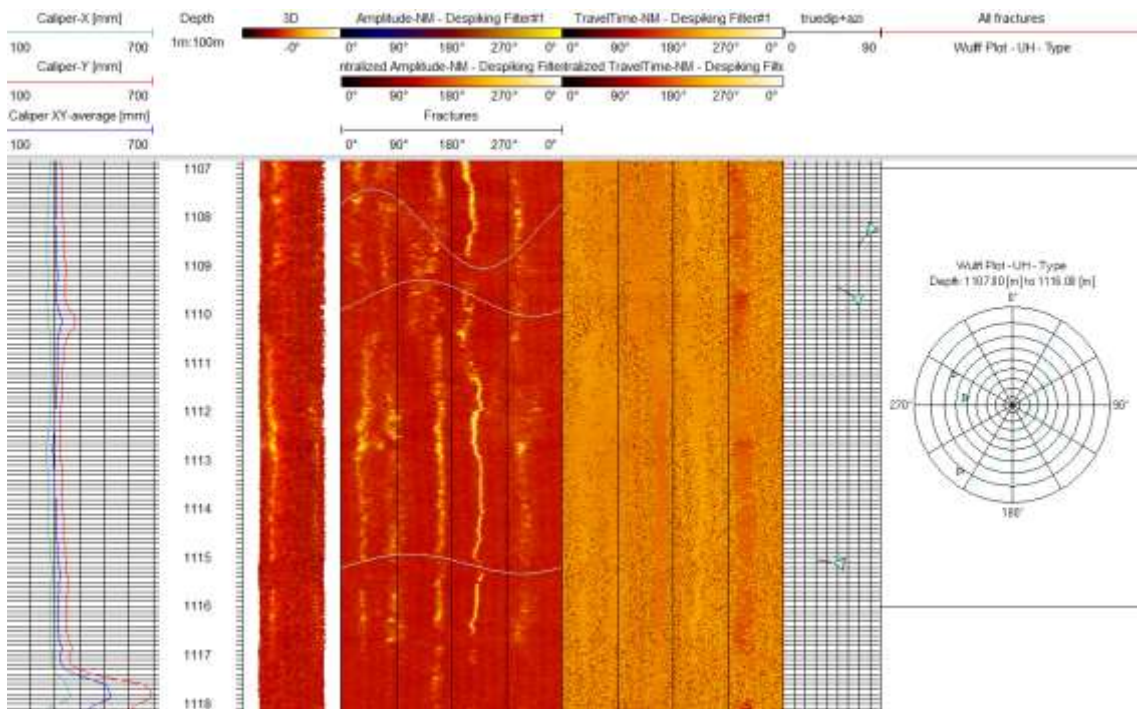 Caliper-X [mm]
100 700
Caliper-Y [mm]
100 700
Caliper XY-average [mm]
100 700
Depth
1m:100m
3D
-0°
Amplitude-NM - Despiking Filter#1
0° 90° 180° 270° 0°
ntralized Amplitude-NM - Despiking Filte
0° 90° 180° 270° 0°
Fractures
0° 90° 180° 270° 0°
TravelTime-NM - Despiking Filter#1
0° 90° 180° 270° 0°
ntralized TravelTime-NM - Despiking Filt
0° 90° 180° 270° 0°
truedip+azi
0 90
All fractures
Wulff Plot - UH - Type
1107
1108
1109
1110
1111
1112
1113
1114
1115
1116
1117
1118
Wulff Plot - UH - Type
Depth: 1107.00 [m] to 1116.00 [m]
0°
270° 90°
180°